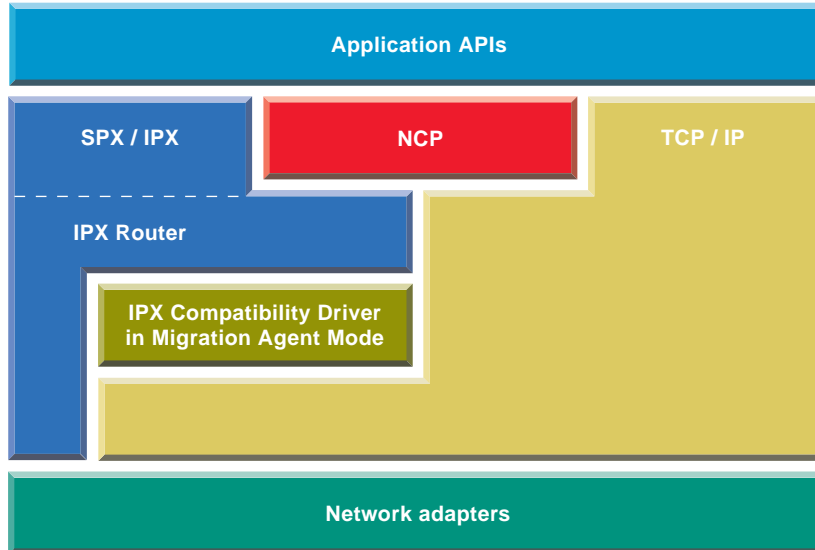 Application APIs
SPX / IPX
NCP
TCP / IP
IPX Router
IPX Compatibility Driver
in Migration Agent Mode
Network adapters